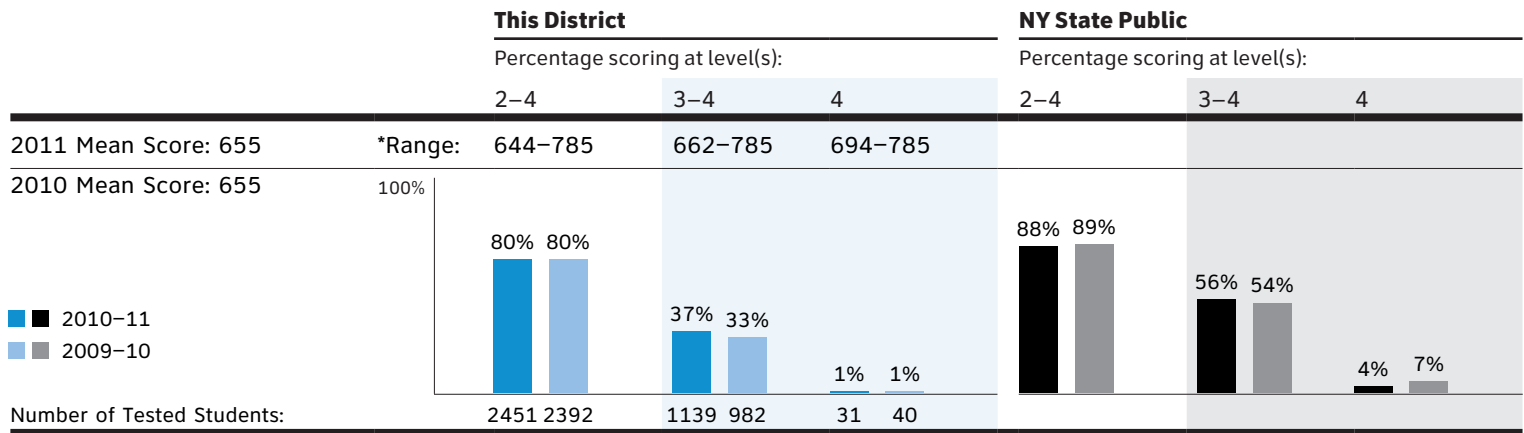 This District NY State Public
Percentage scoring at level(s): Percentage scoring at level(s):
2–4 3–4 4 2–4 3–4 4
2011 Mean Score: 655 *Range: 644–785 662–785 694–785
2010 Mean Score: 655 100%
80% 80% 37% 33% 1% 1% 88% 89% 56% 54% 4% 7%
2010–11
2009–10
Number of Tested Students: 2451 2392 1139 982 31 40